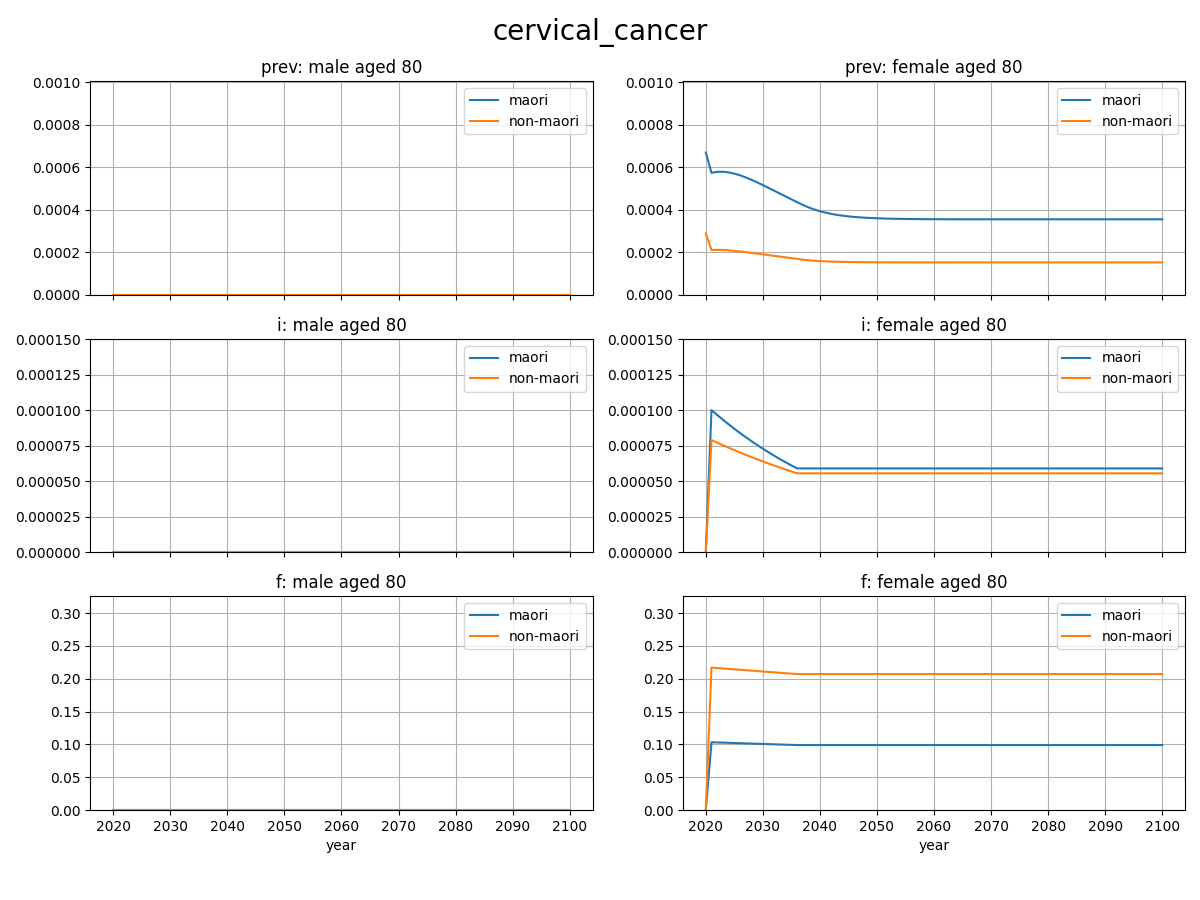 cervical_cancer
prev: male aged 80
0.0010
0.0008
0.0006
0.0004
0.0002
0.0000
maori
non-maori
prev: female aged 80
0.0010
0.0008
0.0006
0.0004
0.0002
0.0000
maori
non-maori
i: male aged 80
0.000150
0.000125
0.000100
0.000075
0.000050
0.000025
0.000000
maori
non-maori
i: female aged 80
0.000150
0.000125
0.000100
0.000075
0.000050
0.000025
0.000000
maori
non-maori
f: male aged 80
0.30
0.25
0.20
0.15
0.10
0.05
0.00
maori
non-maori
2020 2030 2040 2050 2060 2070 2080 2090 2100
year
f: female aged 80
0.30
0.25
0.20
0.15
0.10
0.05
0.00
maori
non-maori
2020 2030 2040 2050 2060 2070 2080 2090 2100
year